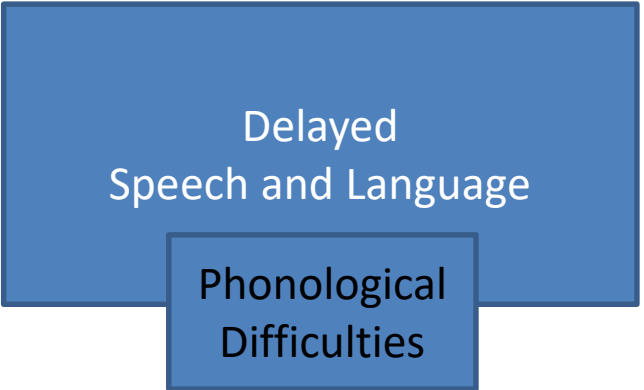 Delayed
Speech and Language
Phonological
Difficulties